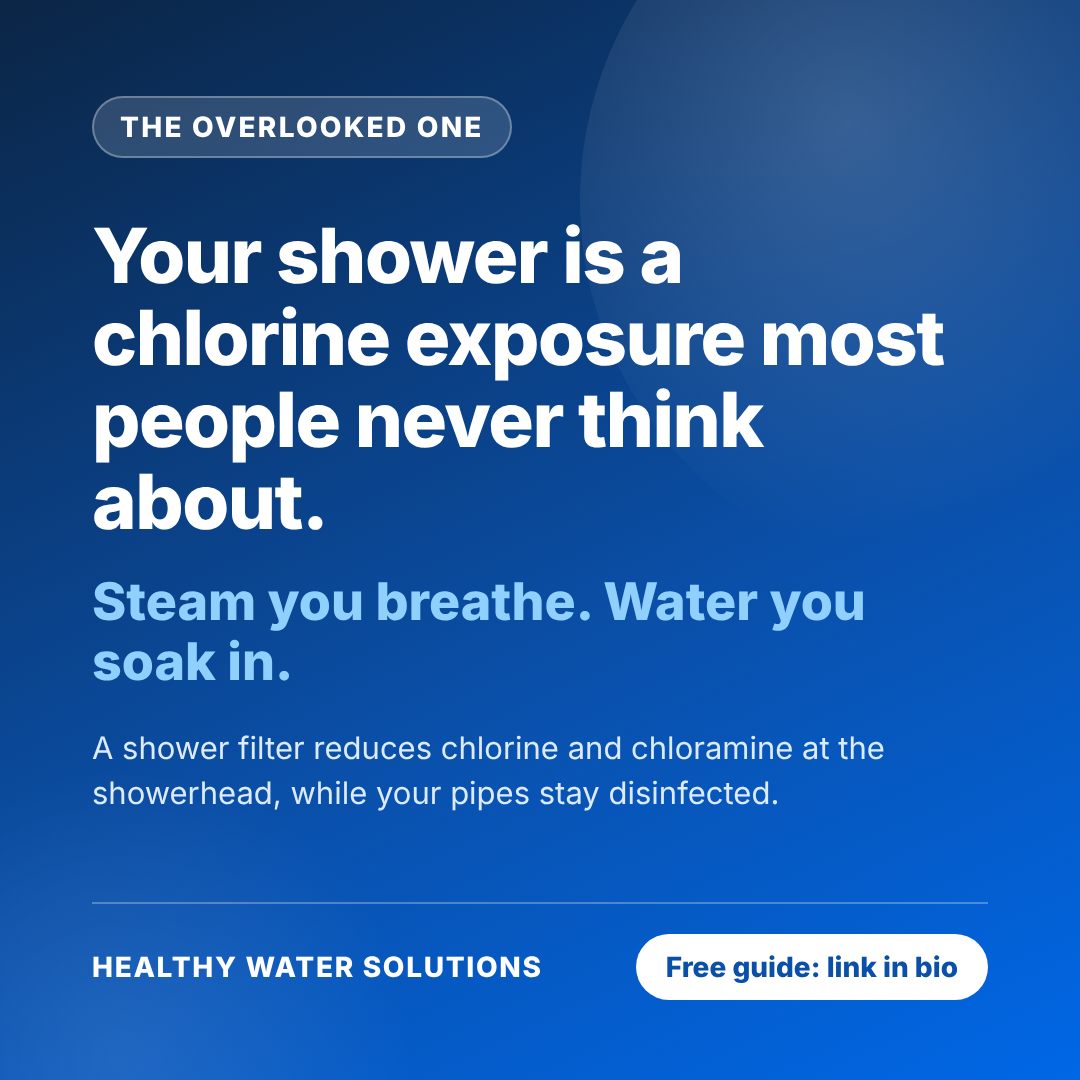 THE OVERLOOKED ONE
Your shower is a
chlorine exposure most
people never think
about.
Steam you breathe. Water you
soak in.
A shower filter reduces chlorine and chloramine at the
showerhead, while your pipes stay disinfected.
HEALTHY WATER SOLUTIONS
Free guide: link in bio